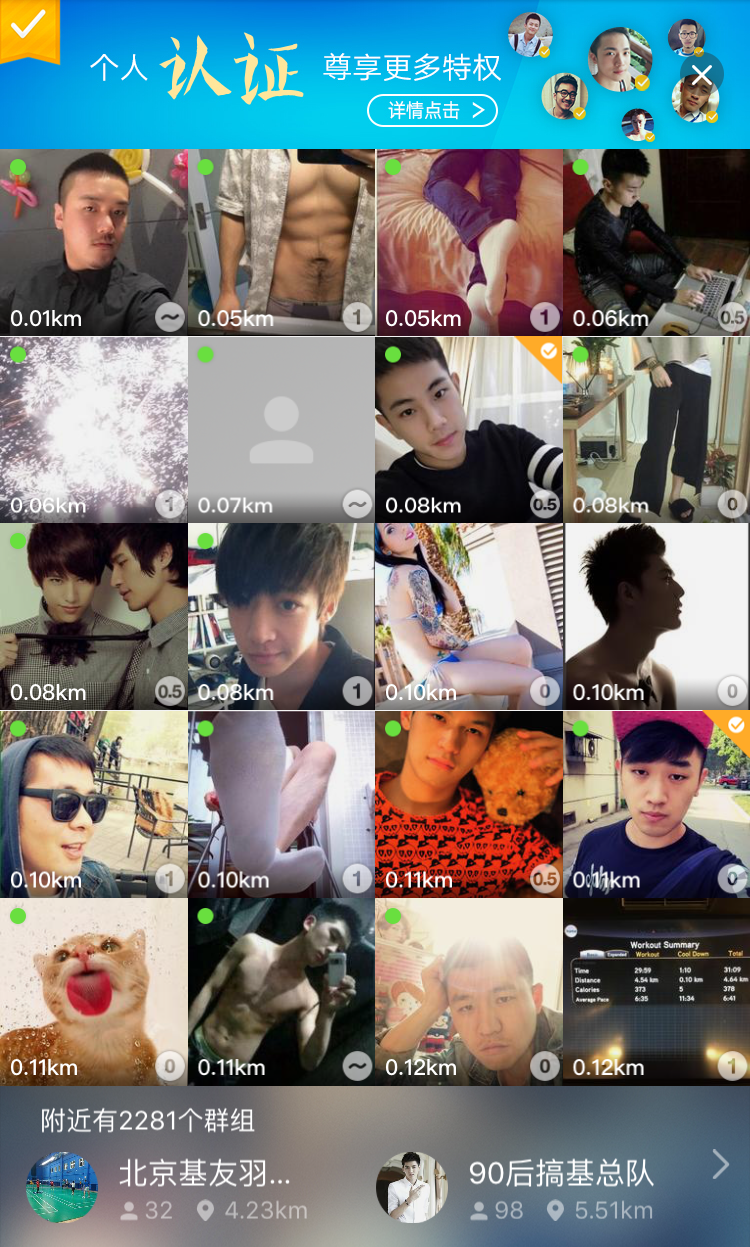 个人认证 尊享更多特权
详情点击 >
0.01km ~
0.05km 1
0.05km 1
0.06km 0.5
0.06km 1
0.07km ~
0.08km 0.5
0.08km 0
0.08km 0.5
0.08km 1
0.10km 0
0.10km 0
0.10km 1
0.10km 1
0.11km 0.5
0.11km 0
0.11km 0
0.11km ~
0.12km 0
Workout Summary
Workout Cool Down Total
Time 29:59 1:10 31:09
Distance 4.54 km 0.10 km 4.64 km
Calories 373 5 378
Average Pace 6:35 11:34 6:41
0.12km 1
附近有2281个群组
北京基友羽...
32 4.23km
90后搞基总队
98 5.51km